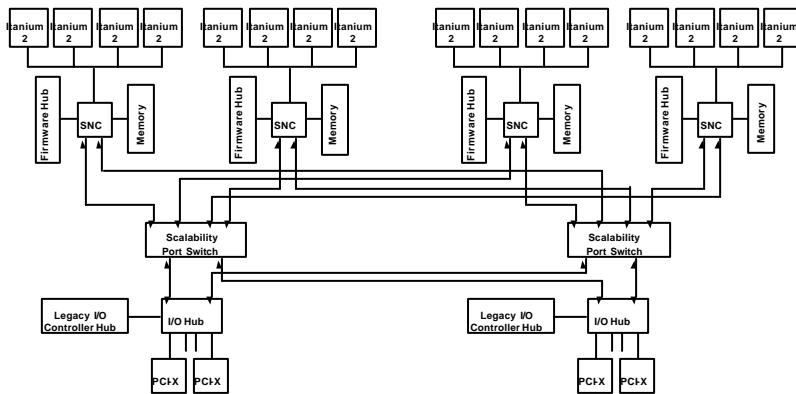 Itanium Itanium Itanium Itanium Itanium Itanium Itanium Itanium Itanium Itanium Itanium Itanium Itanium Itanium Itanium Itanium
2 2 2 2 2 2 2 2 2 2 2 2 2 2 2 2
Firmware Hub
SNC
Memory
Firmware Hub
SNC
Memory
Firmware Hub
SNC
Memory
Firmware Hub
SNC
Memory
Scalability
Port Switch
Scalability
Port Switch
Legacy I/O
Controller Hub
I/O Hub
Legacy I/O
Controller Hub
I/O Hub
PCI-X PCI-X
PCI-X PCI-X